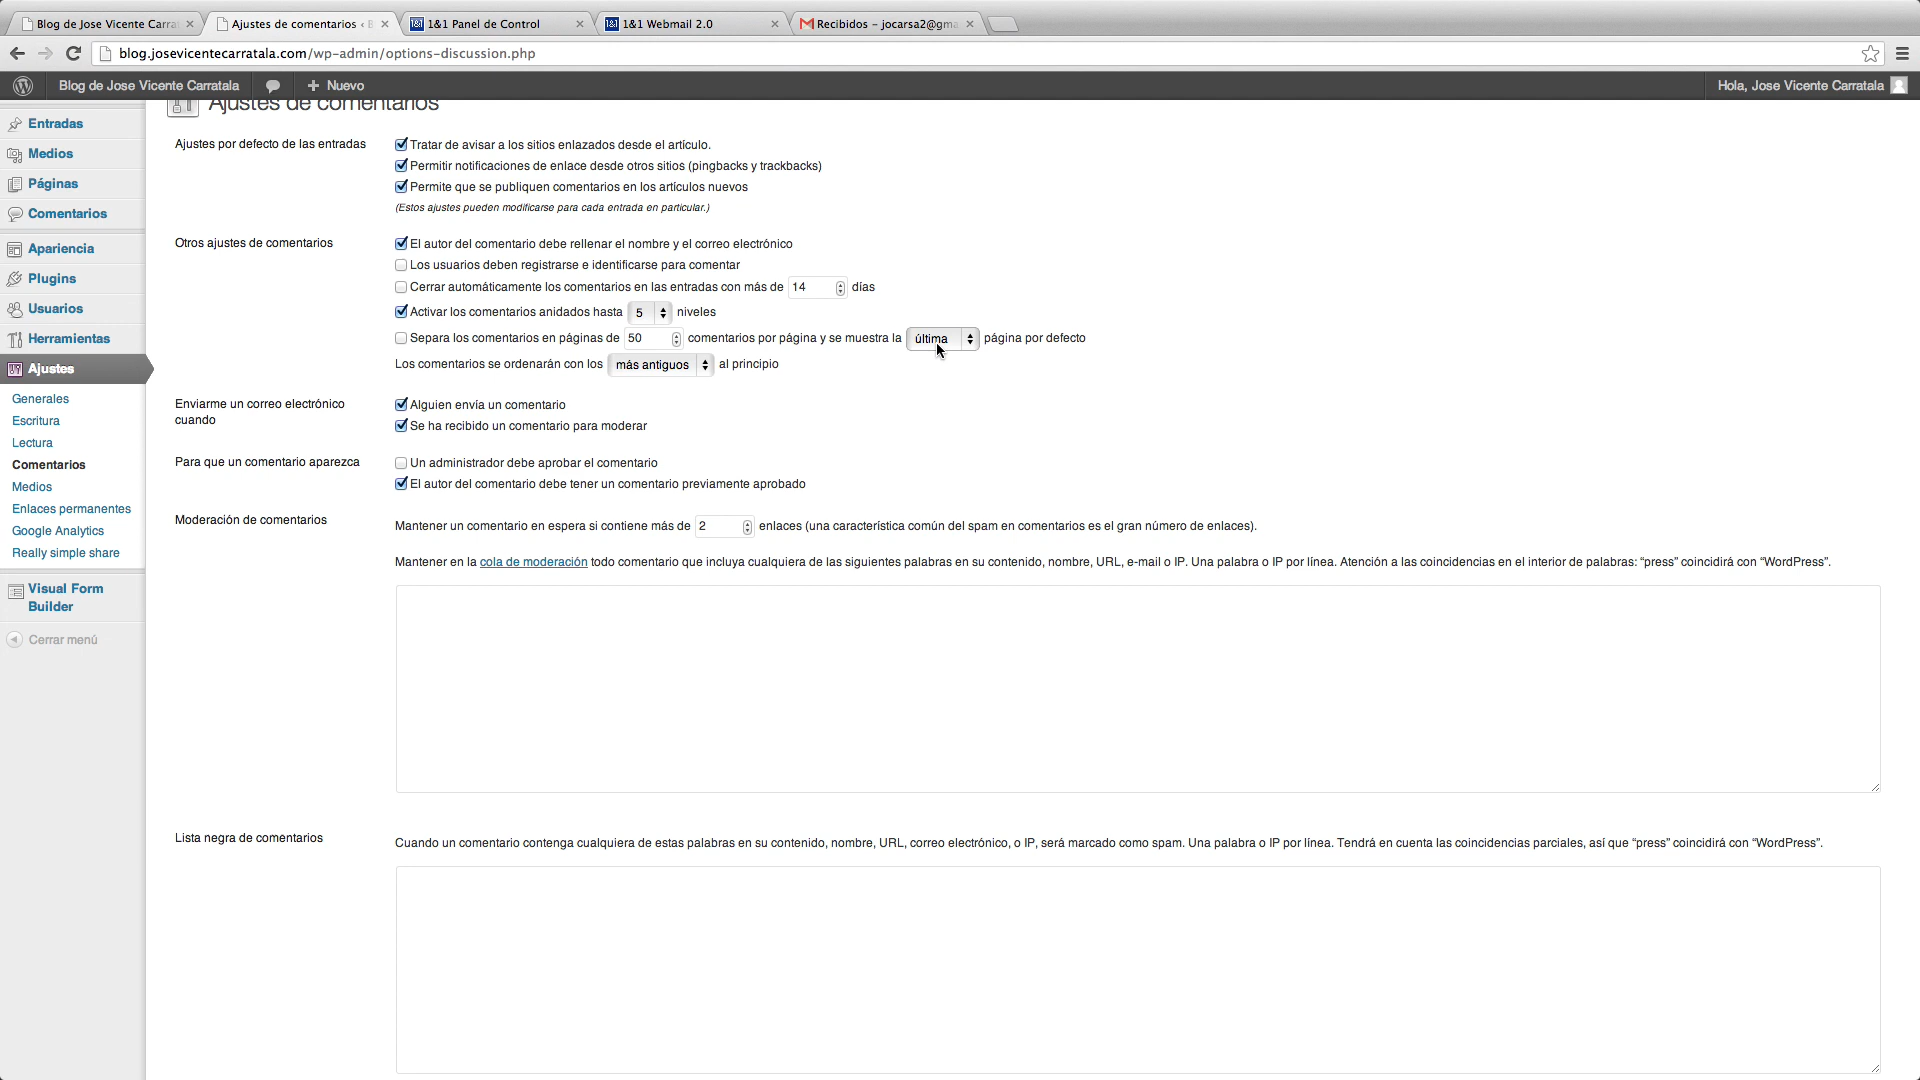 Blog de Jose Vicente Carra
Ajustes de comentarios ‹ B
1&1 Panel de Control
1&1 Webmail 2.0
Recibidos – jocarsa2@gma
blog.josevicentecarratala.com/wp-admin/options-discussion.php
Blog de Jose Vicente Carratala
+ Nuevo
Hola, Jose Vicente Carratala
Entradas
Medios
Páginas
Comentarios
Apariencia
Plugins
Usuarios
Herramientas
Ajustes
Generales
Escritura
Lectura
Comentarios
Medios
Enlaces permanentes
Google Analytics
Really simple share
Visual Form
Builder
Cerrar menú
Ajustes de comentarios
Ajustes por defecto de las entradas
Tratar de avisar a los sitios enlazados desde el artículo.
Permitir notificaciones de enlace desde otros sitios (pingbacks y trackbacks)
Permite que se publiquen comentarios en los artículos nuevos
(Estos ajustes pueden modificarse para cada entrada en particular.)
Otros ajustes de comentarios
El autor del comentario debe rellenar el nombre y el correo electrónico
Los usuarios deben registrarse e identificarse para comentar
Cerrar automáticamente los comentarios en las entradas con más de 14 días
Activar los comentarios anidados hasta 5 niveles
Separa los comentarios en páginas de 50 comentarios por página y se muestra la última página por defecto
Los comentarios se ordenarán con los más antiguos al principio
Enviarme un correo electrónico
cuando
Alguien envía un comentario
Se ha recibido un comentario para moderar
Para que un comentario aparezca
Un administrador debe aprobar el comentario
El autor del comentario debe tener un comentario previamente aprobado
Moderación de comentarios
Mantener un comentario en espera si contiene más de 2 enlaces (una característica común del spam en comentarios es el gran número de enlaces).
Mantener en la cola de moderación todo comentario que incluya cualquiera de las siguientes palabras en su contenido, nombre, URL, e-mail o IP. Una palabra o IP por línea. Atención a las coincidencias en el interior de palabras: “press” coincidirá con “WordPress”.
Lista negra de comentarios
Cuando un comentario contenga cualquiera de estas palabras en su contenido, nombre, URL, correo electrónico, o IP, será marcado como spam. Una palabra o IP por línea. Tendrá en cuenta las coincidencias parciales, así que “press” coincidirá con “WordPress”.